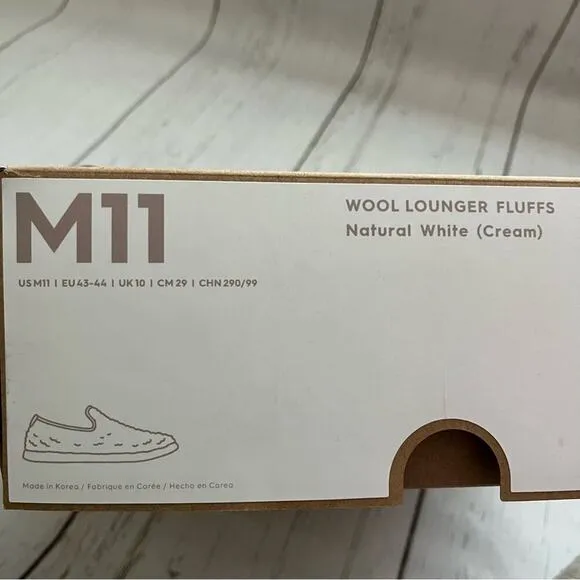 M11
WOOL LOUNGER FLUFFS
Natural White (Cream)
US M11 | EU 43-44 | UK 10 | CM 29 | CHN 290/99
Made in Korea / Fabrique en Corée / Hecho en Corea